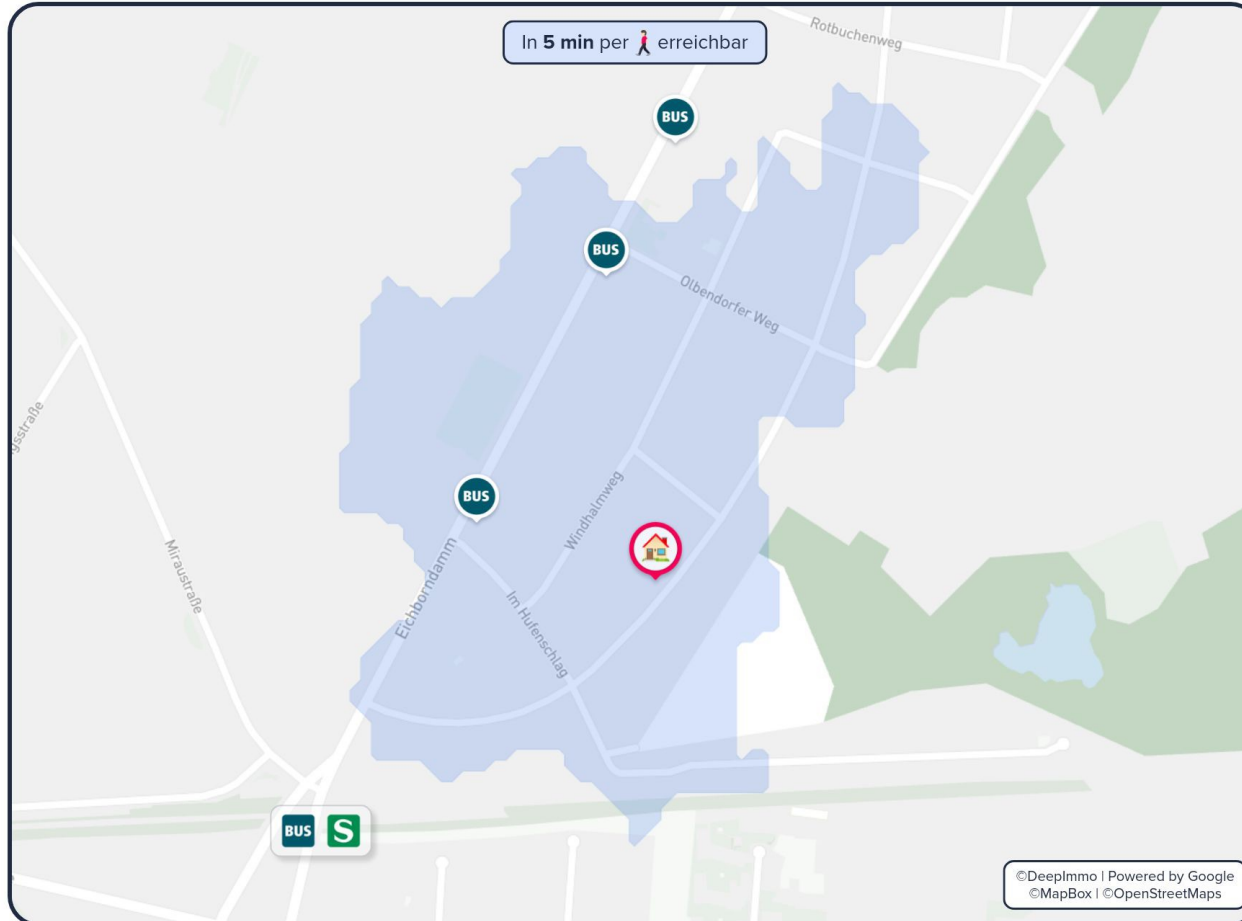 In 5 min per erreichbar
Rotbuchenweg
BUS
BUS
Olbendorfer Weg
BUS
Windhalmweg
Eichborndamm
Im Hufenschlag
Miraustraße
BUS S
©DeepImmo | Powered by Google
©MapBox | ©OpenStreetMaps